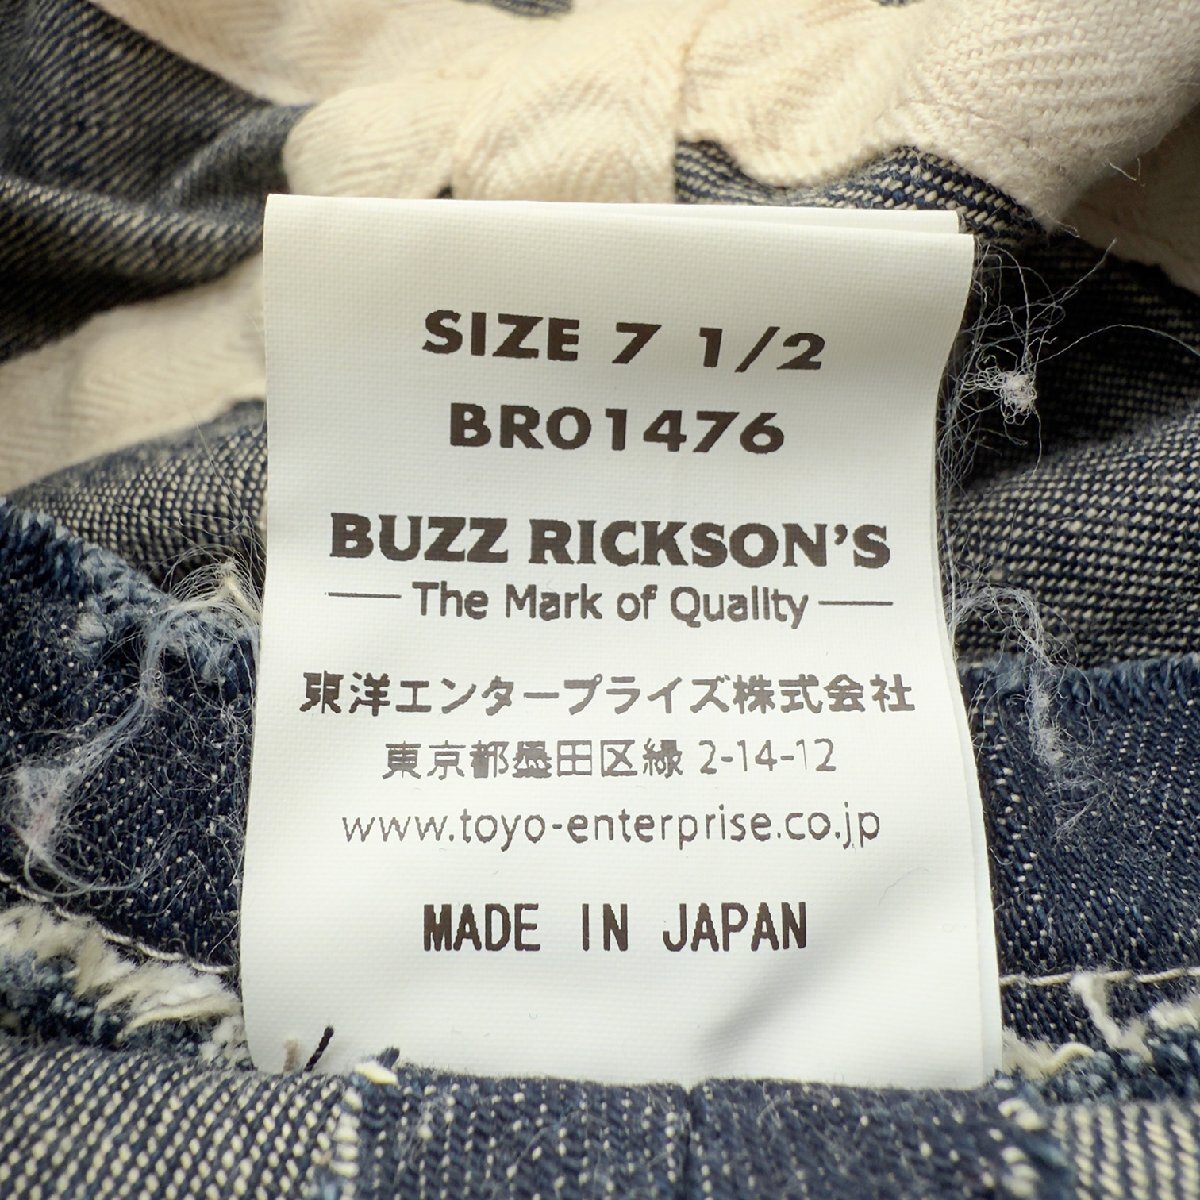 SIZE 7 1/2
BR01476
BUZZ RICKSON'S
The Mark of Quality
東洋エンタープライズ株式会社
東京都墨田区緑 2-14-12
www.toyo-enterprise.co.jp
MADE IN JAPAN